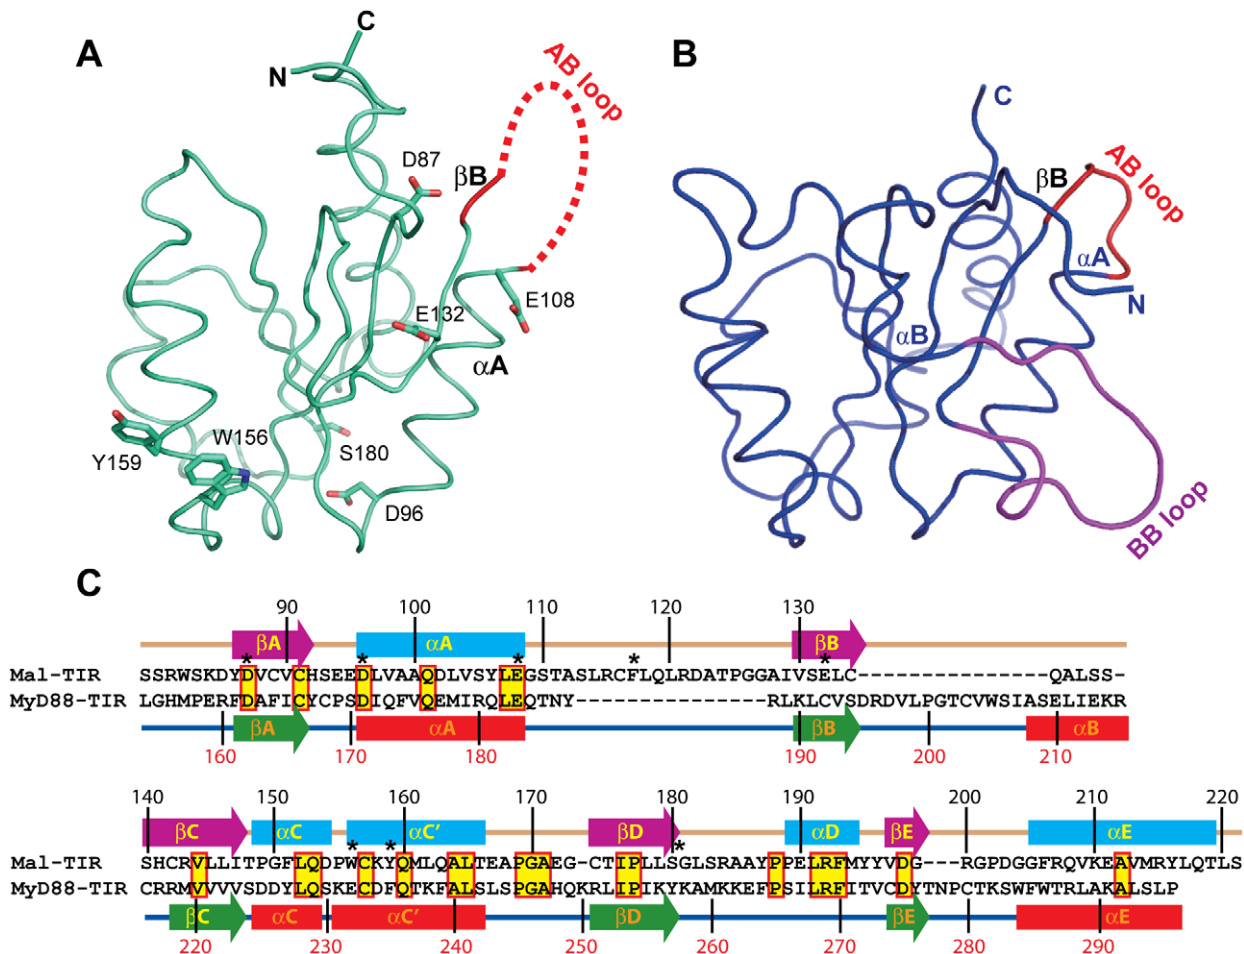 A
C
N
AB loop
D87
βB
E108
E132
αA
W156
Y159
S180
D96
B
C
AB loop
βB
αA
N
αB
BB loop
C
90 100 110 120 130
βA αA βB
* * * * *
Mal-TIR SSRWSKDYDVCVCHSEEDLVAAQDLVSYLEGSTASLRCFLQLRDATPGGAIVSELC---------------QALSS-
MyD88-TIR LGHMPERFDAFICYCPSDIQFVQEMIRQLEQTNY---------------RLKLCVSDRDVLPGTCVWSIASELIEKR
βA αA βB αB
160 170 180 190 200 210
140 150 160 170 180 190 200 210 220
βC αC αC′ βD αD βE αE
* * *
Mal-TIR SHCRVLLITPGFLQDPWCKYQMLQALTEAPGAEG-CTIPLLSGLSRAAYPPELRFMYYVDG---RGPDGGFRQVKEAVMRYLQTLS
MyD88-TIR CRRMVVVVSDDYLQSKECDFQTKFALSLSPGAHQKRLIPIKYKAMKKEFPSILRFITVCDYTNPCTKSWFWTRLAKALSLP
βC αC αC′ βD βE αE
220 230 240 250 260 270 280 290